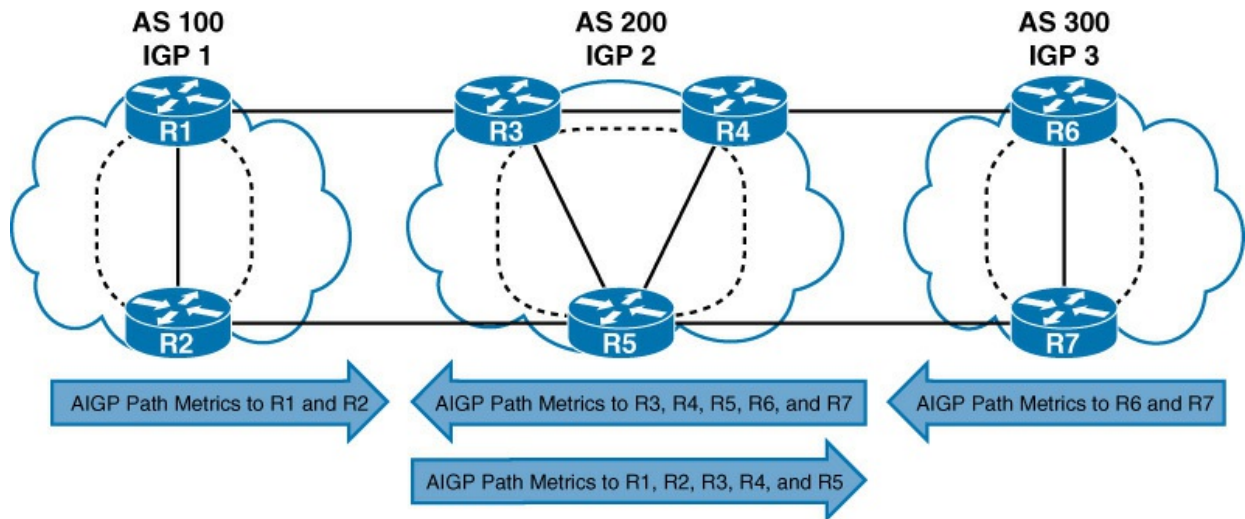 AS 100
IGP 1
AS 200
IGP 2
AS 300
IGP 3
R1
R3
R4
R6
R2
R5
R7
AIGP Path Metrics to R1 and R2
AIGP Path Metrics to R3, R4, R5, R6, and R7
AIGP Path Metrics to R6 and R7
AIGP Path Metrics to R1, R2, R3, R4, and R5